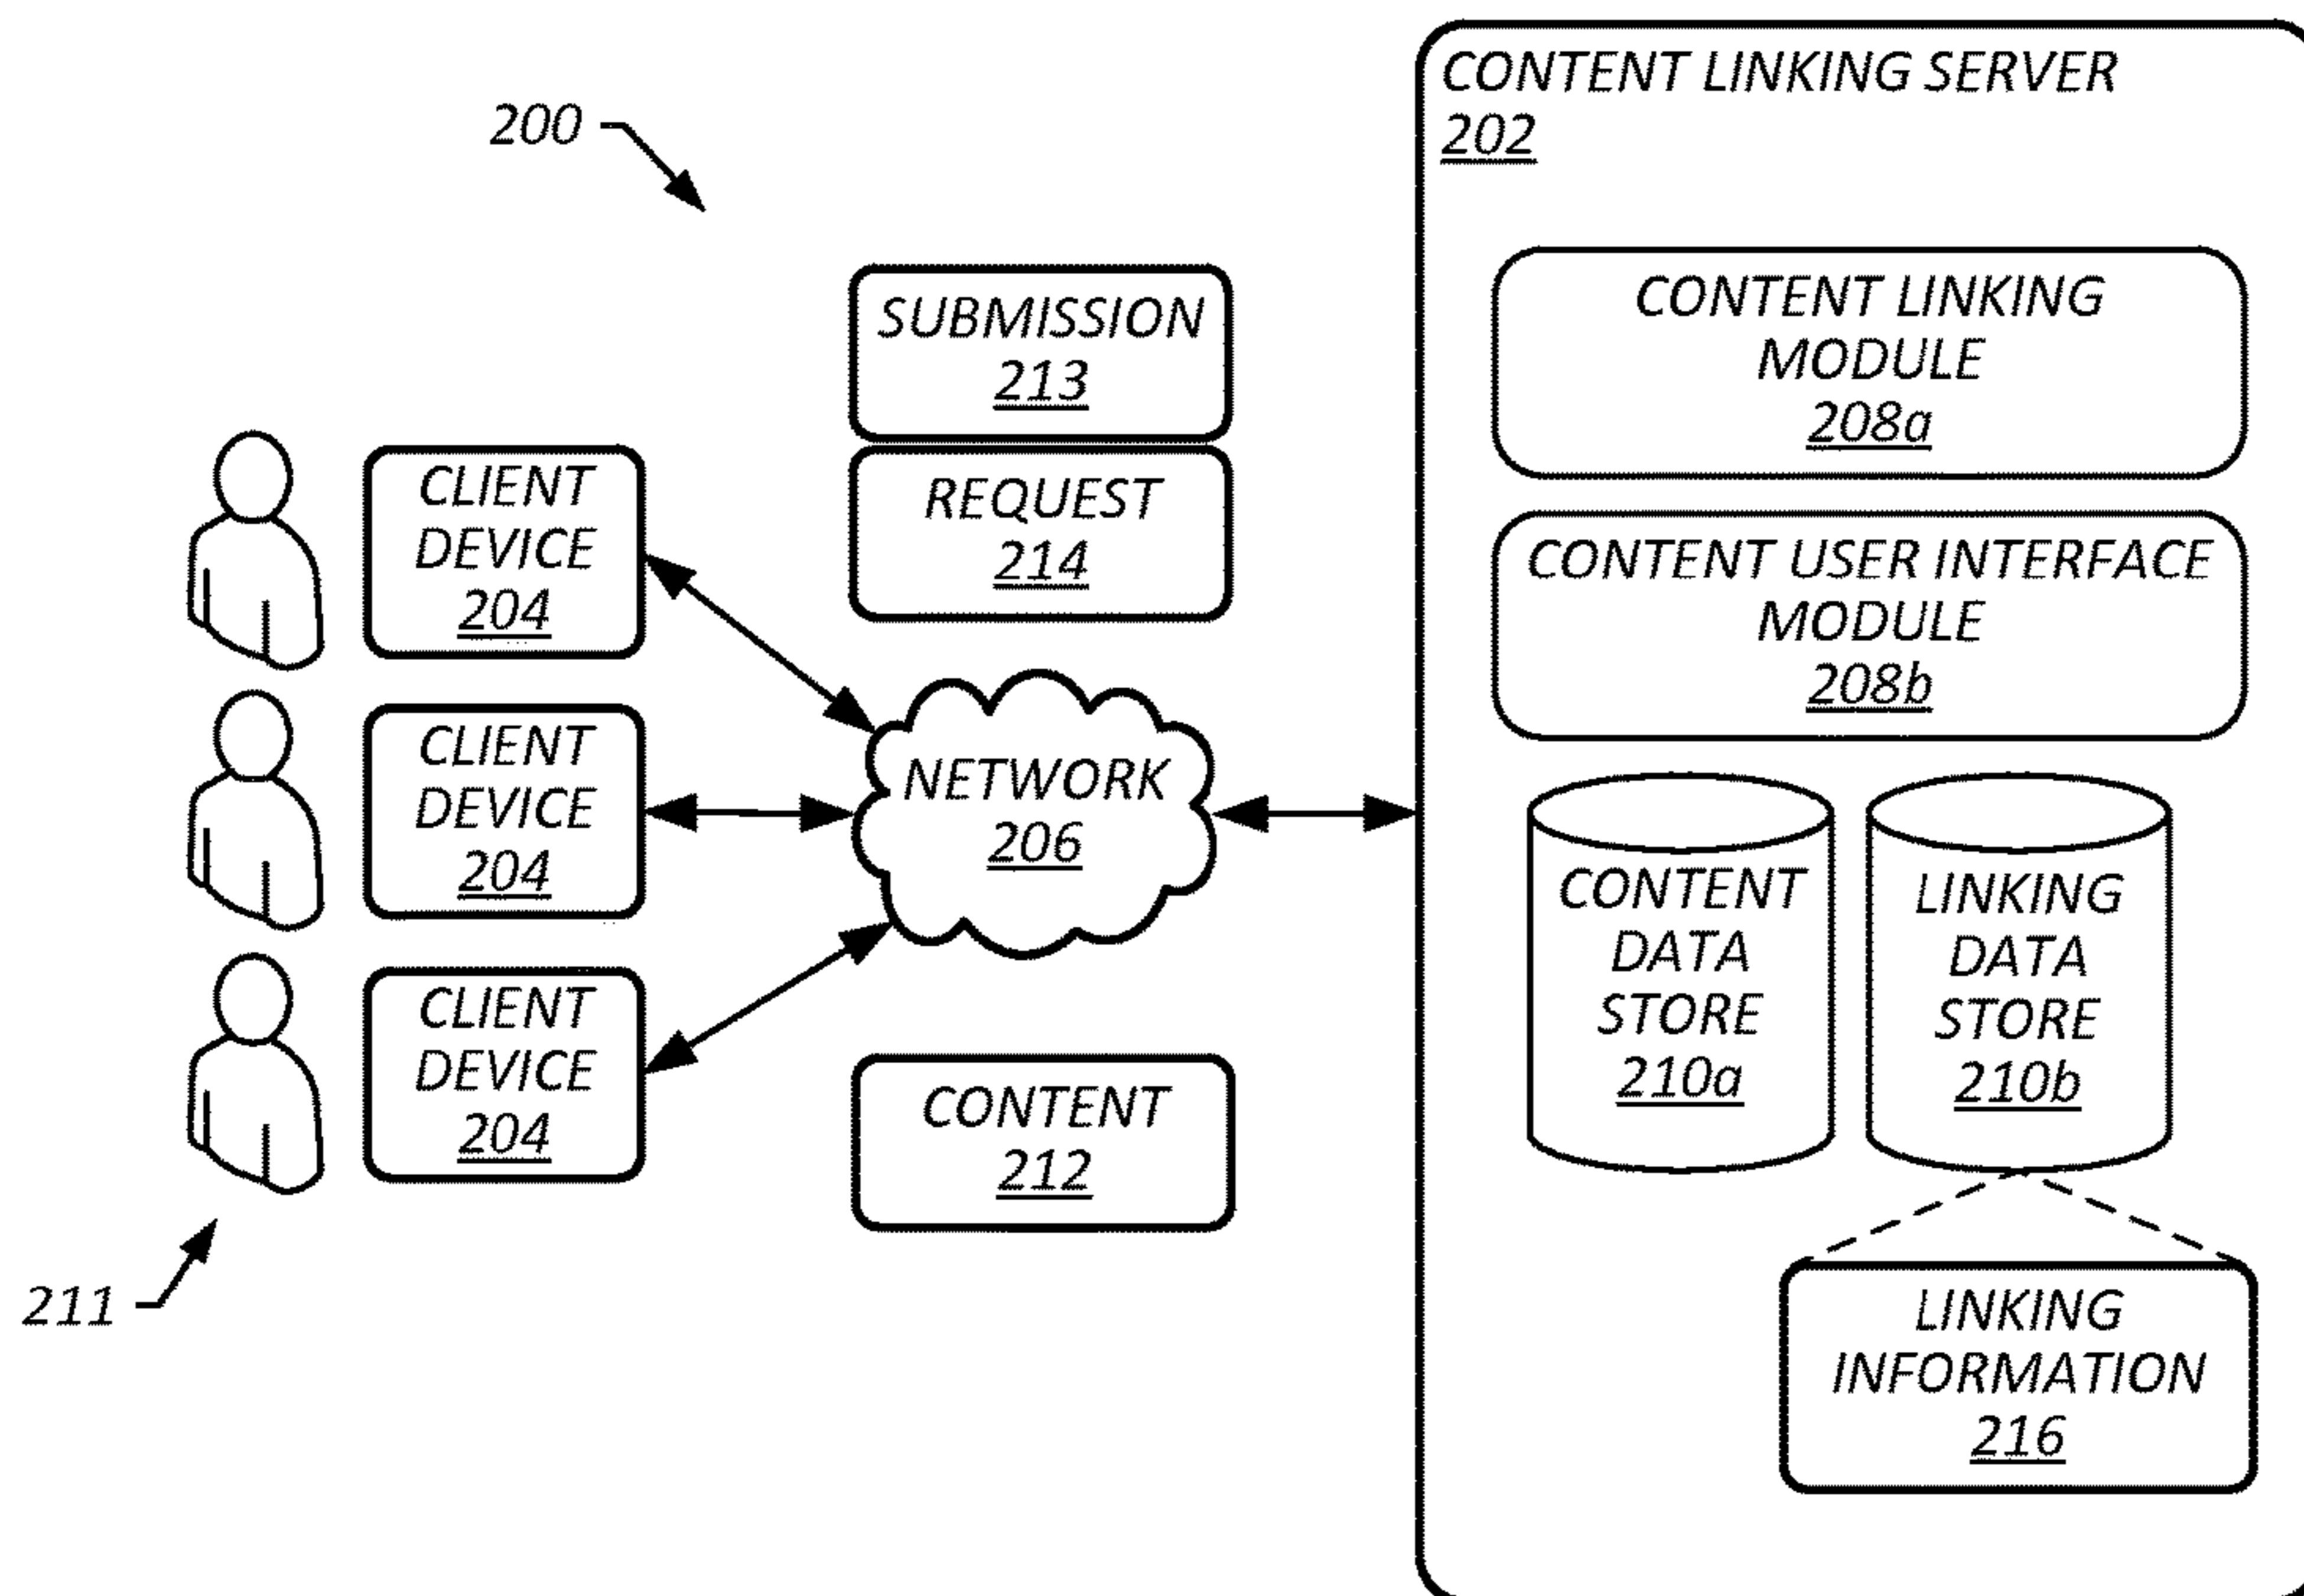 200
CONTENT LINKING SERVER
202
SUBMISSION
213
REQUEST
214
CLIENT
DEVICE
204
CLIENT
DEVICE
204
CLIENT
DEVICE
204
211
NETWORK
206
CONTENT
212
CONTENT LINKING
MODULE
208a
CONTENT USER INTERFACE
MODULE
208b
CONTENT
DATA
STORE
210a
LINKING
DATA
STORE
210b
LINKING
INFORMATION
216